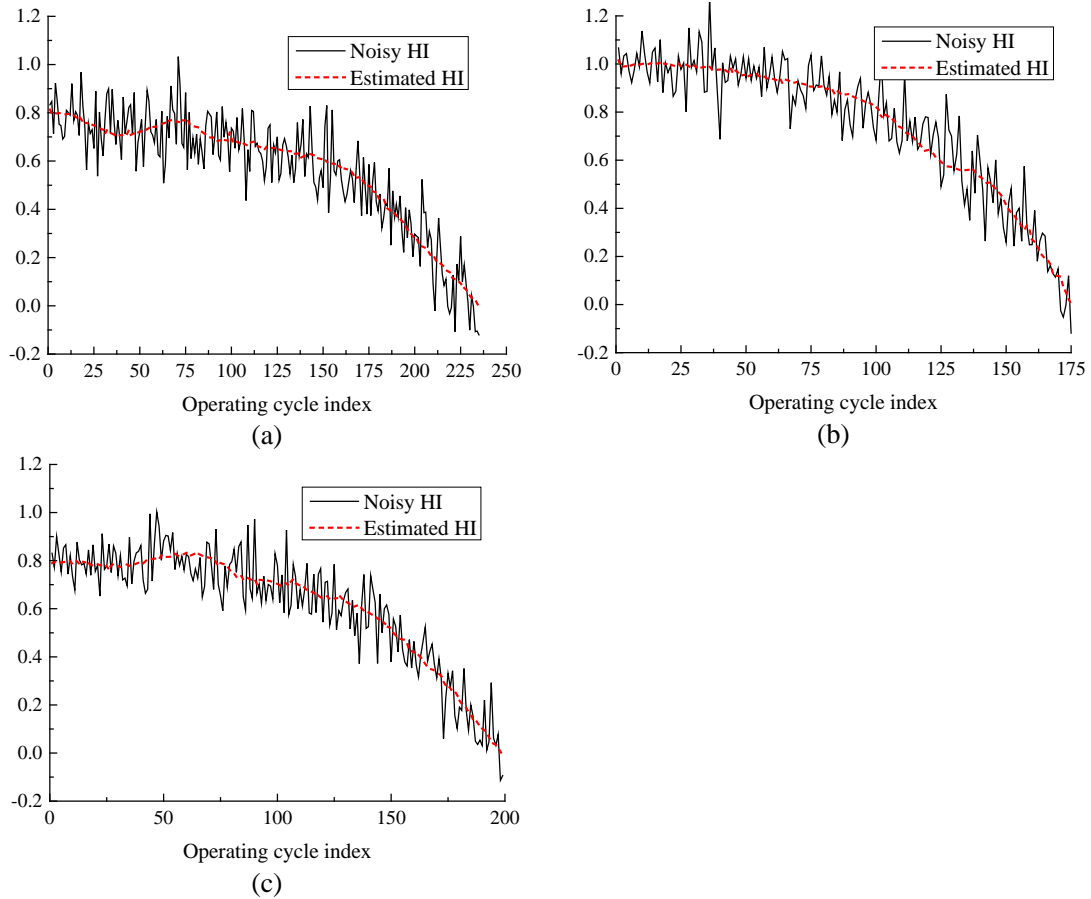 1.2
1.0
0.8
0.6
0.4
0.2
0.0
-0.2
0 25 50 75 100 125 150 175 200 225 250
Noisy HI
Estimated HI
Operating cycle index
(a)
1.2
1.0
0.8
0.6
0.4
0.2
0.0
-0.2
0 25 50 75 100 125 150 175
Noisy HI
Estimated HI
Operating cycle index
(b)
1.2
1.0
0.8
0.6
0.4
0.2
0.0
-0.2
0 50 100 150 200
Noisy HI
Estimated HI
Operating cycle index
(c)